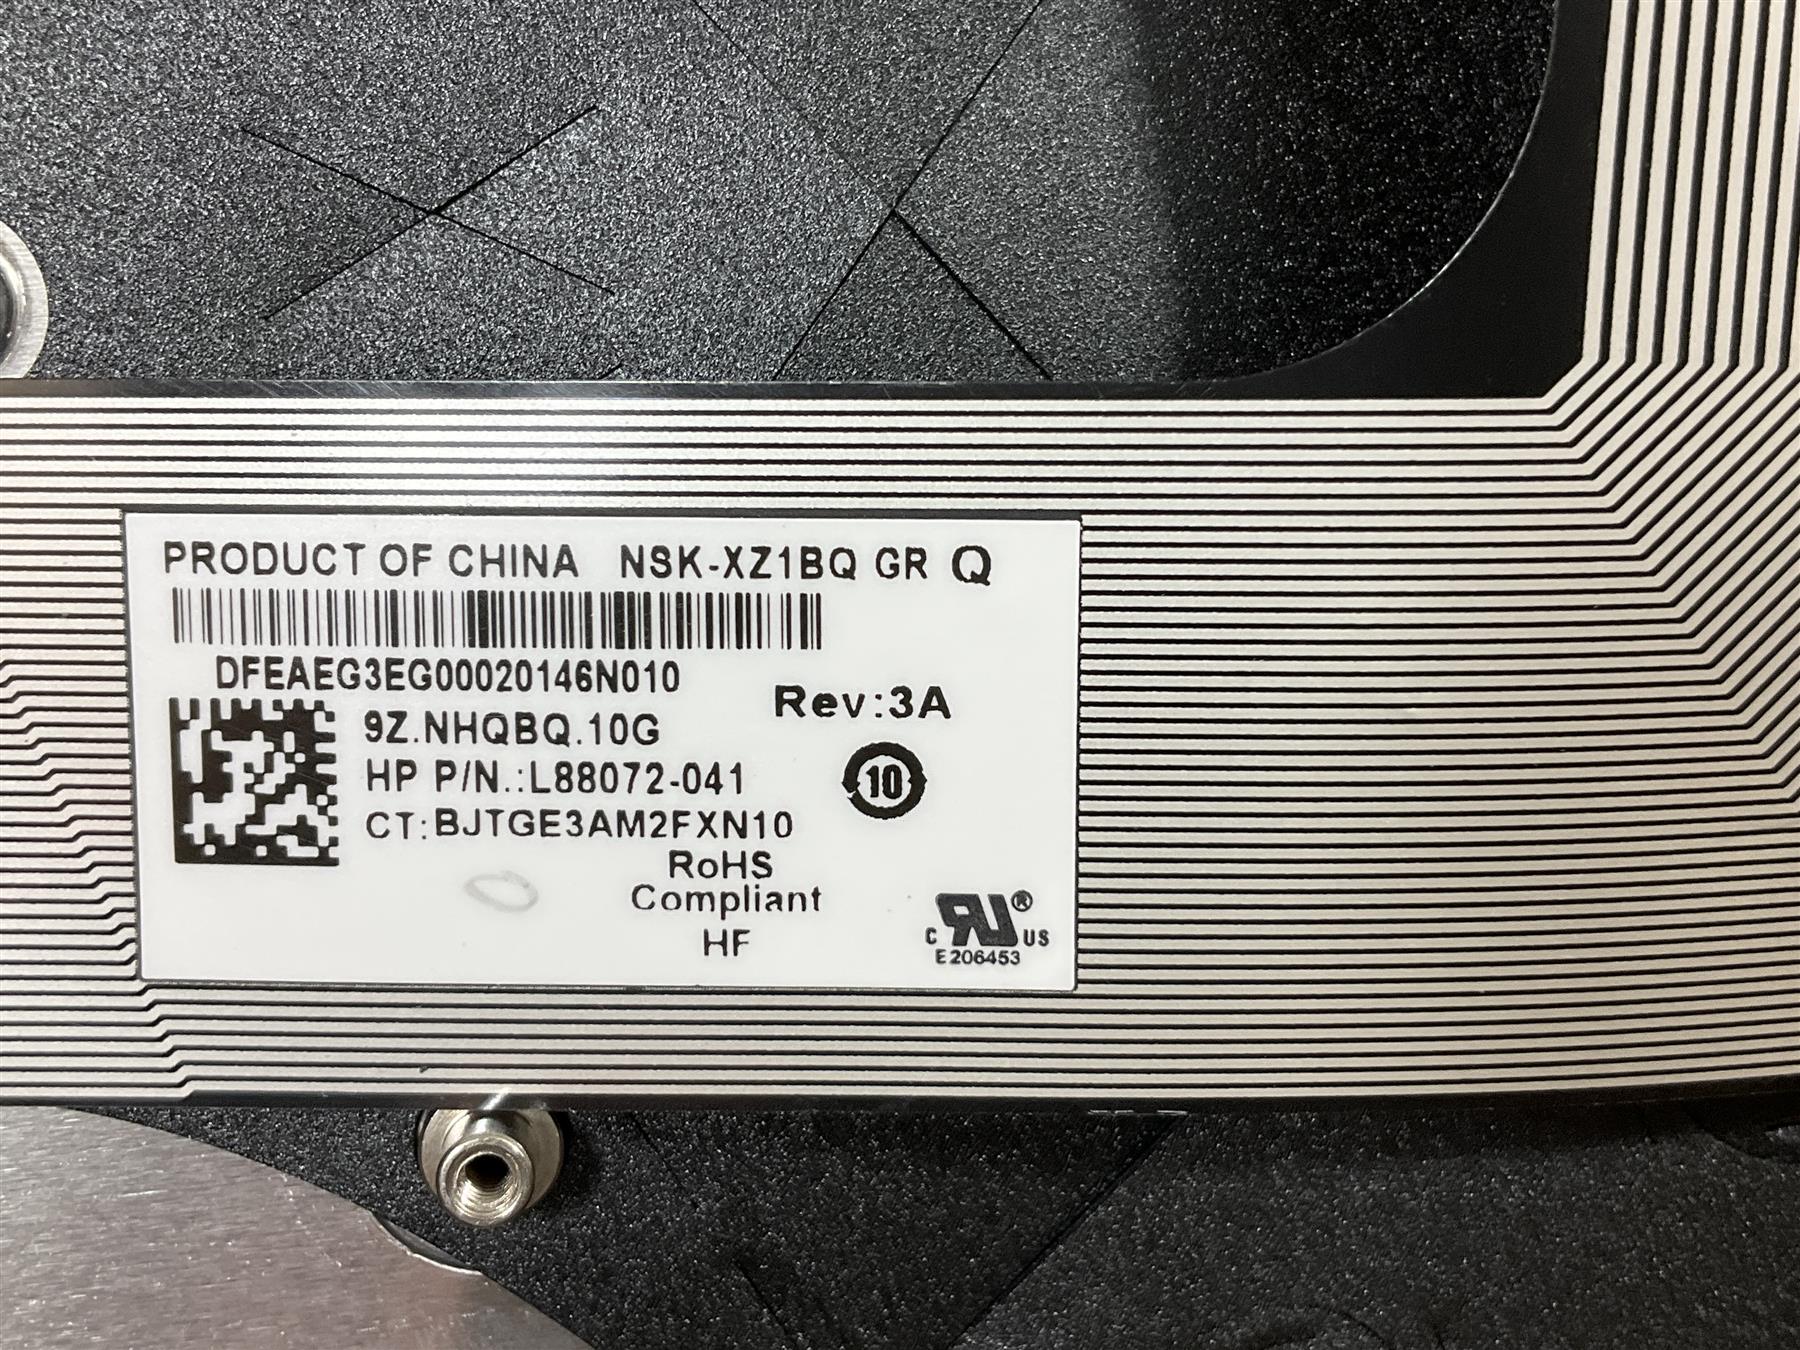 PRODUCT OF CHINA NSK-XZ1BQ GR Q
DFEAEG3EG00020146N010
Rev:3A
9Z.NHQBQ.10G
HP P/N.:L88072-041
10
CT:BJTGE3AM2FXN10
RoHS
Compliant
HF
C RU ® US
E206453